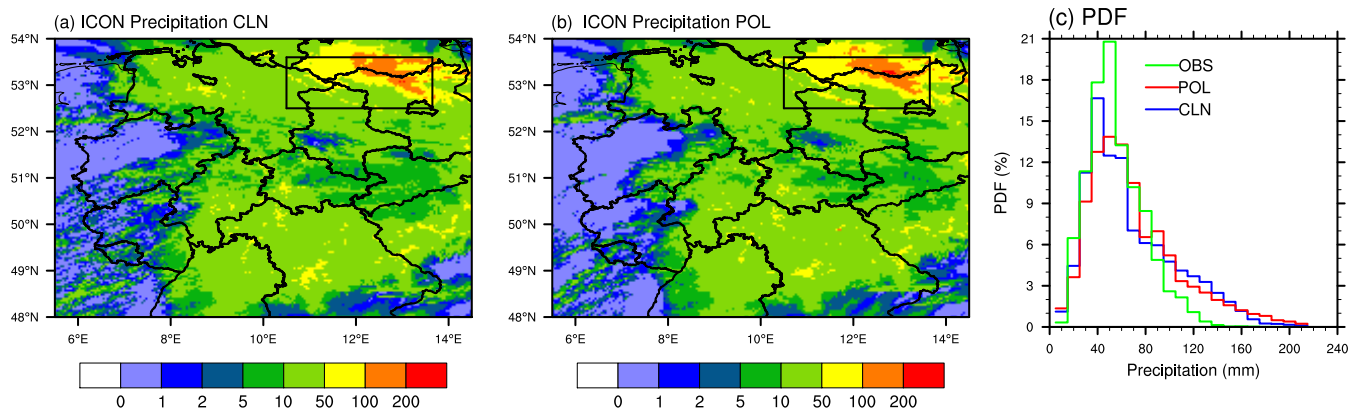 (a) ICON Precipitation CLN
54°N
53°N
52°N
51°N
50°N
49°N
48°N
6°E 8°E 10°E 12°E 14°E
0 1 2 5 10 50 100 200
(b) ICON Precipitation POL
54°N
53°N
52°N
51°N
50°N
49°N
48°N
6°E 8°E 10°E 12°E 14°E
0 1 2 5 10 50 100 200
(c) PDF
PDF (%)
21
18
15
12
9
6
3
0
OBS
POL
CLN
0 40 80 120 160 200 240
Precipitation (mm)